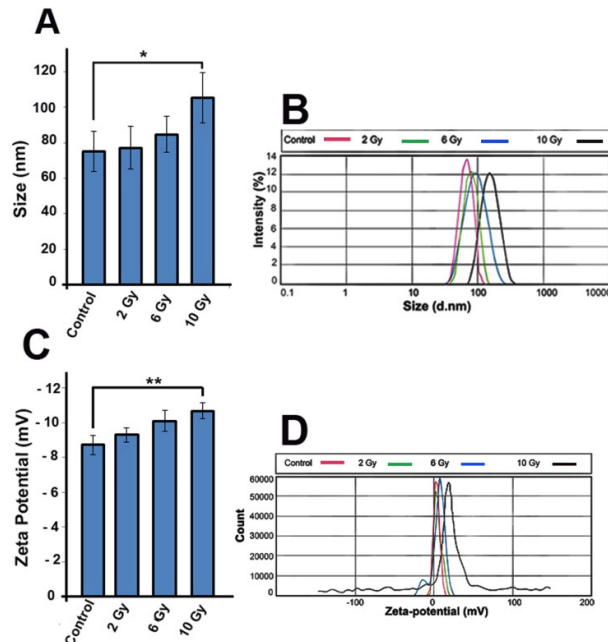 A
*
120
100
80
60
40
20
0
Size (nm)
Control
2 Gy
6 Gy
10 Gy
B
Control 2 Gy 6 Gy 10 Gy
14
12
10
8
6
4
2
0
Intensity (%)
0.1 1 10 100 1000 10000
Size (d.nm)
C
**
- 12
- 10
- 8
- 6
- 4
- 2
0
Zeta Potential (mV)
Control
2 Gy
6 Gy
10 Gy
D
Control 2 Gy 6 Gy 10 Gy
60000
50000
40000
30000
20000
10000
0
Count
-100 0 100 200
Zeta-potential (mV)